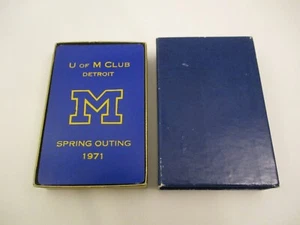 U OF M CLUB
DETROIT
M
SPRING OUTING
1971